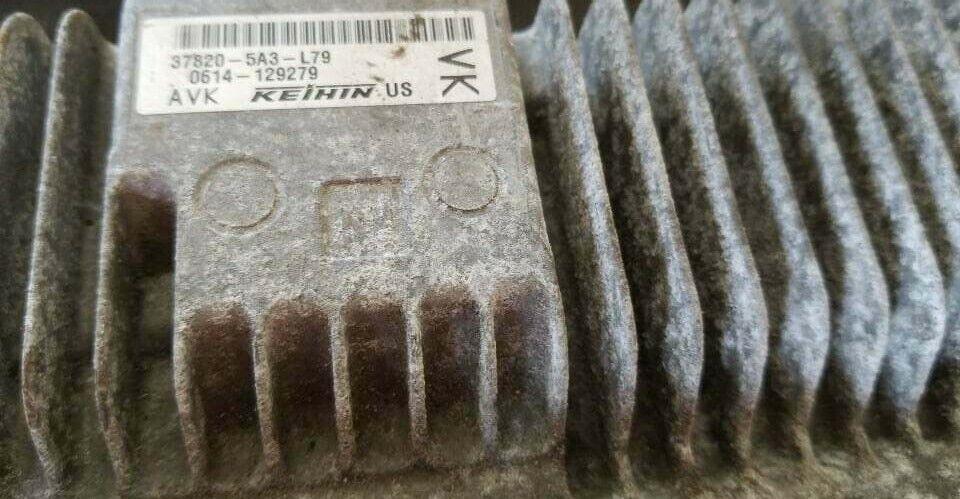 37820-5A3-L79
0614-129279
AVK KEIHIN US
VK